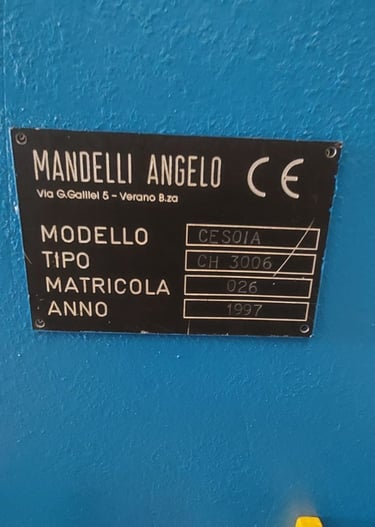 MANDELLI ANGELO CE
Via G.Galilei 5 - Verano B.za
MODELLO CESOIA
TIPO CH 3006
MATRICOLA 026
ANNO 1997